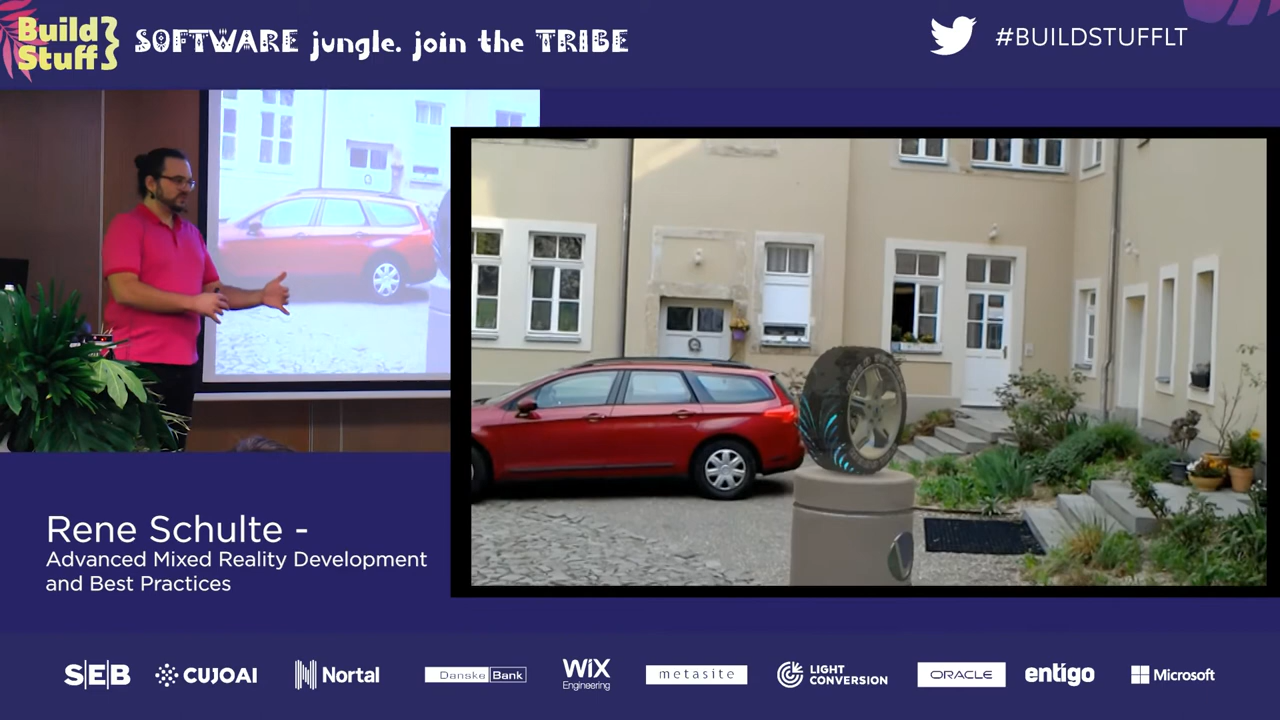 Build
Stuff
SOFTWARE jungle. join the TRIBE
#BUILDSTUFFLT
Rene Schulte -
Advanced Mixed Reality Development
and Best Practices
S|E|B
CUJOAI
Nortal
Danske Bank
WiX
Engineering
metasite
LIGHT
CONVERSION
ORACLE
entigo
Microsoft